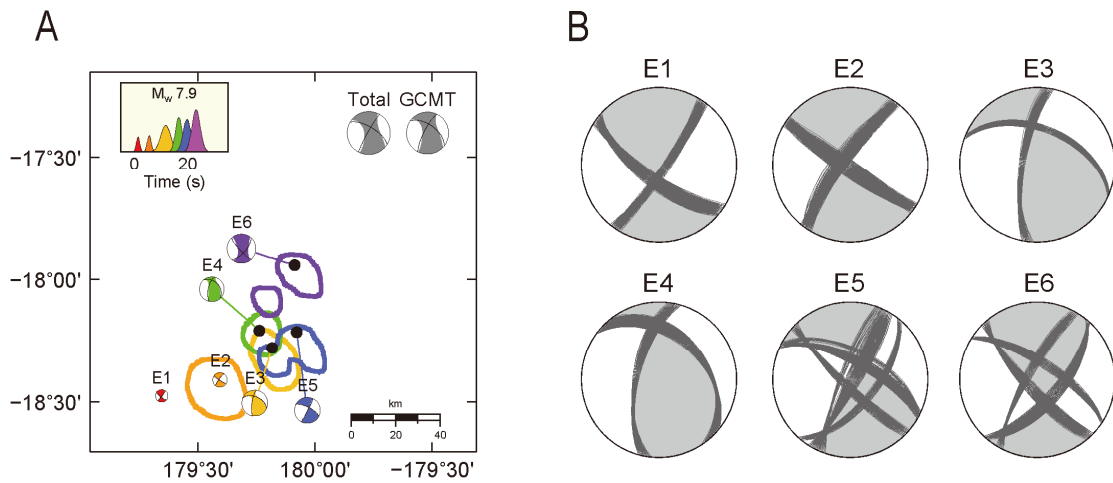 A
B
M_w 7.9
0 20
Time (s)
Total GCMT
−17°30'
−18°00'
−18°30'
E6
E4
E2
E1
E3
E5
km
0 20 40
179°30' 180°00' −179°30'
E1 E2 E3
E4 E5 E6